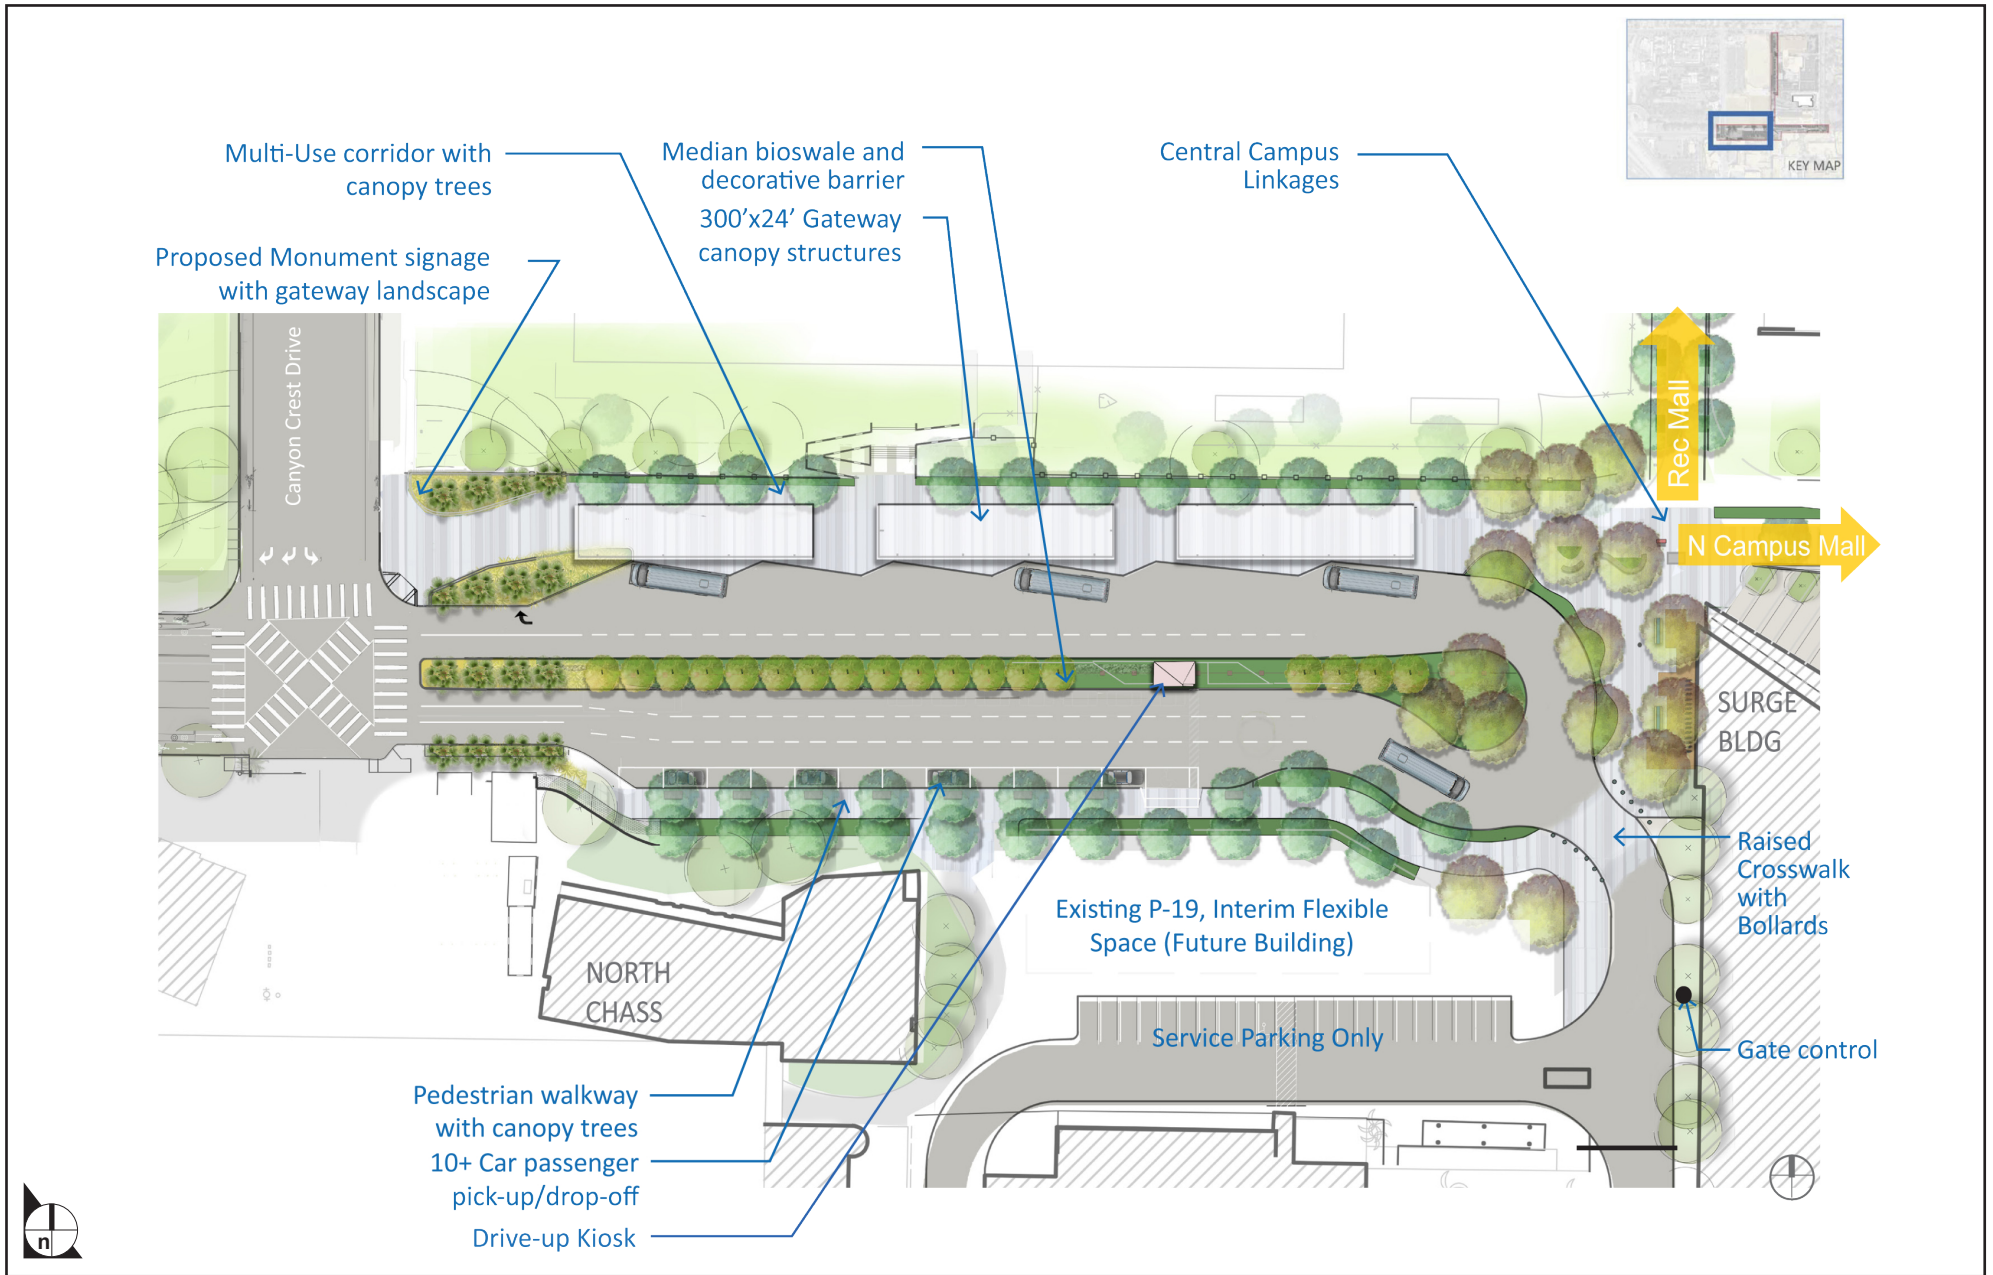 KEY MAP
Multi-Use corridor with
canopy trees
Median bioswale and
decorative barrier
Central Campus
Linkages
300’x24’ Gateway
canopy structures
Proposed Monument signage
with gateway landscape
Canyon Crest Drive
Rec Mall
N Campus Mall
SURGE
BLDG
Raised
Crosswalk
with
Bollards
Existing P-19, Interim Flexible
Space (Future Building)
NORTH
CHASS
Service Parking Only
Gate control
Pedestrian walkway
with canopy trees
10+ Car passenger
pick-up/drop-off
Drive-up Kiosk
n